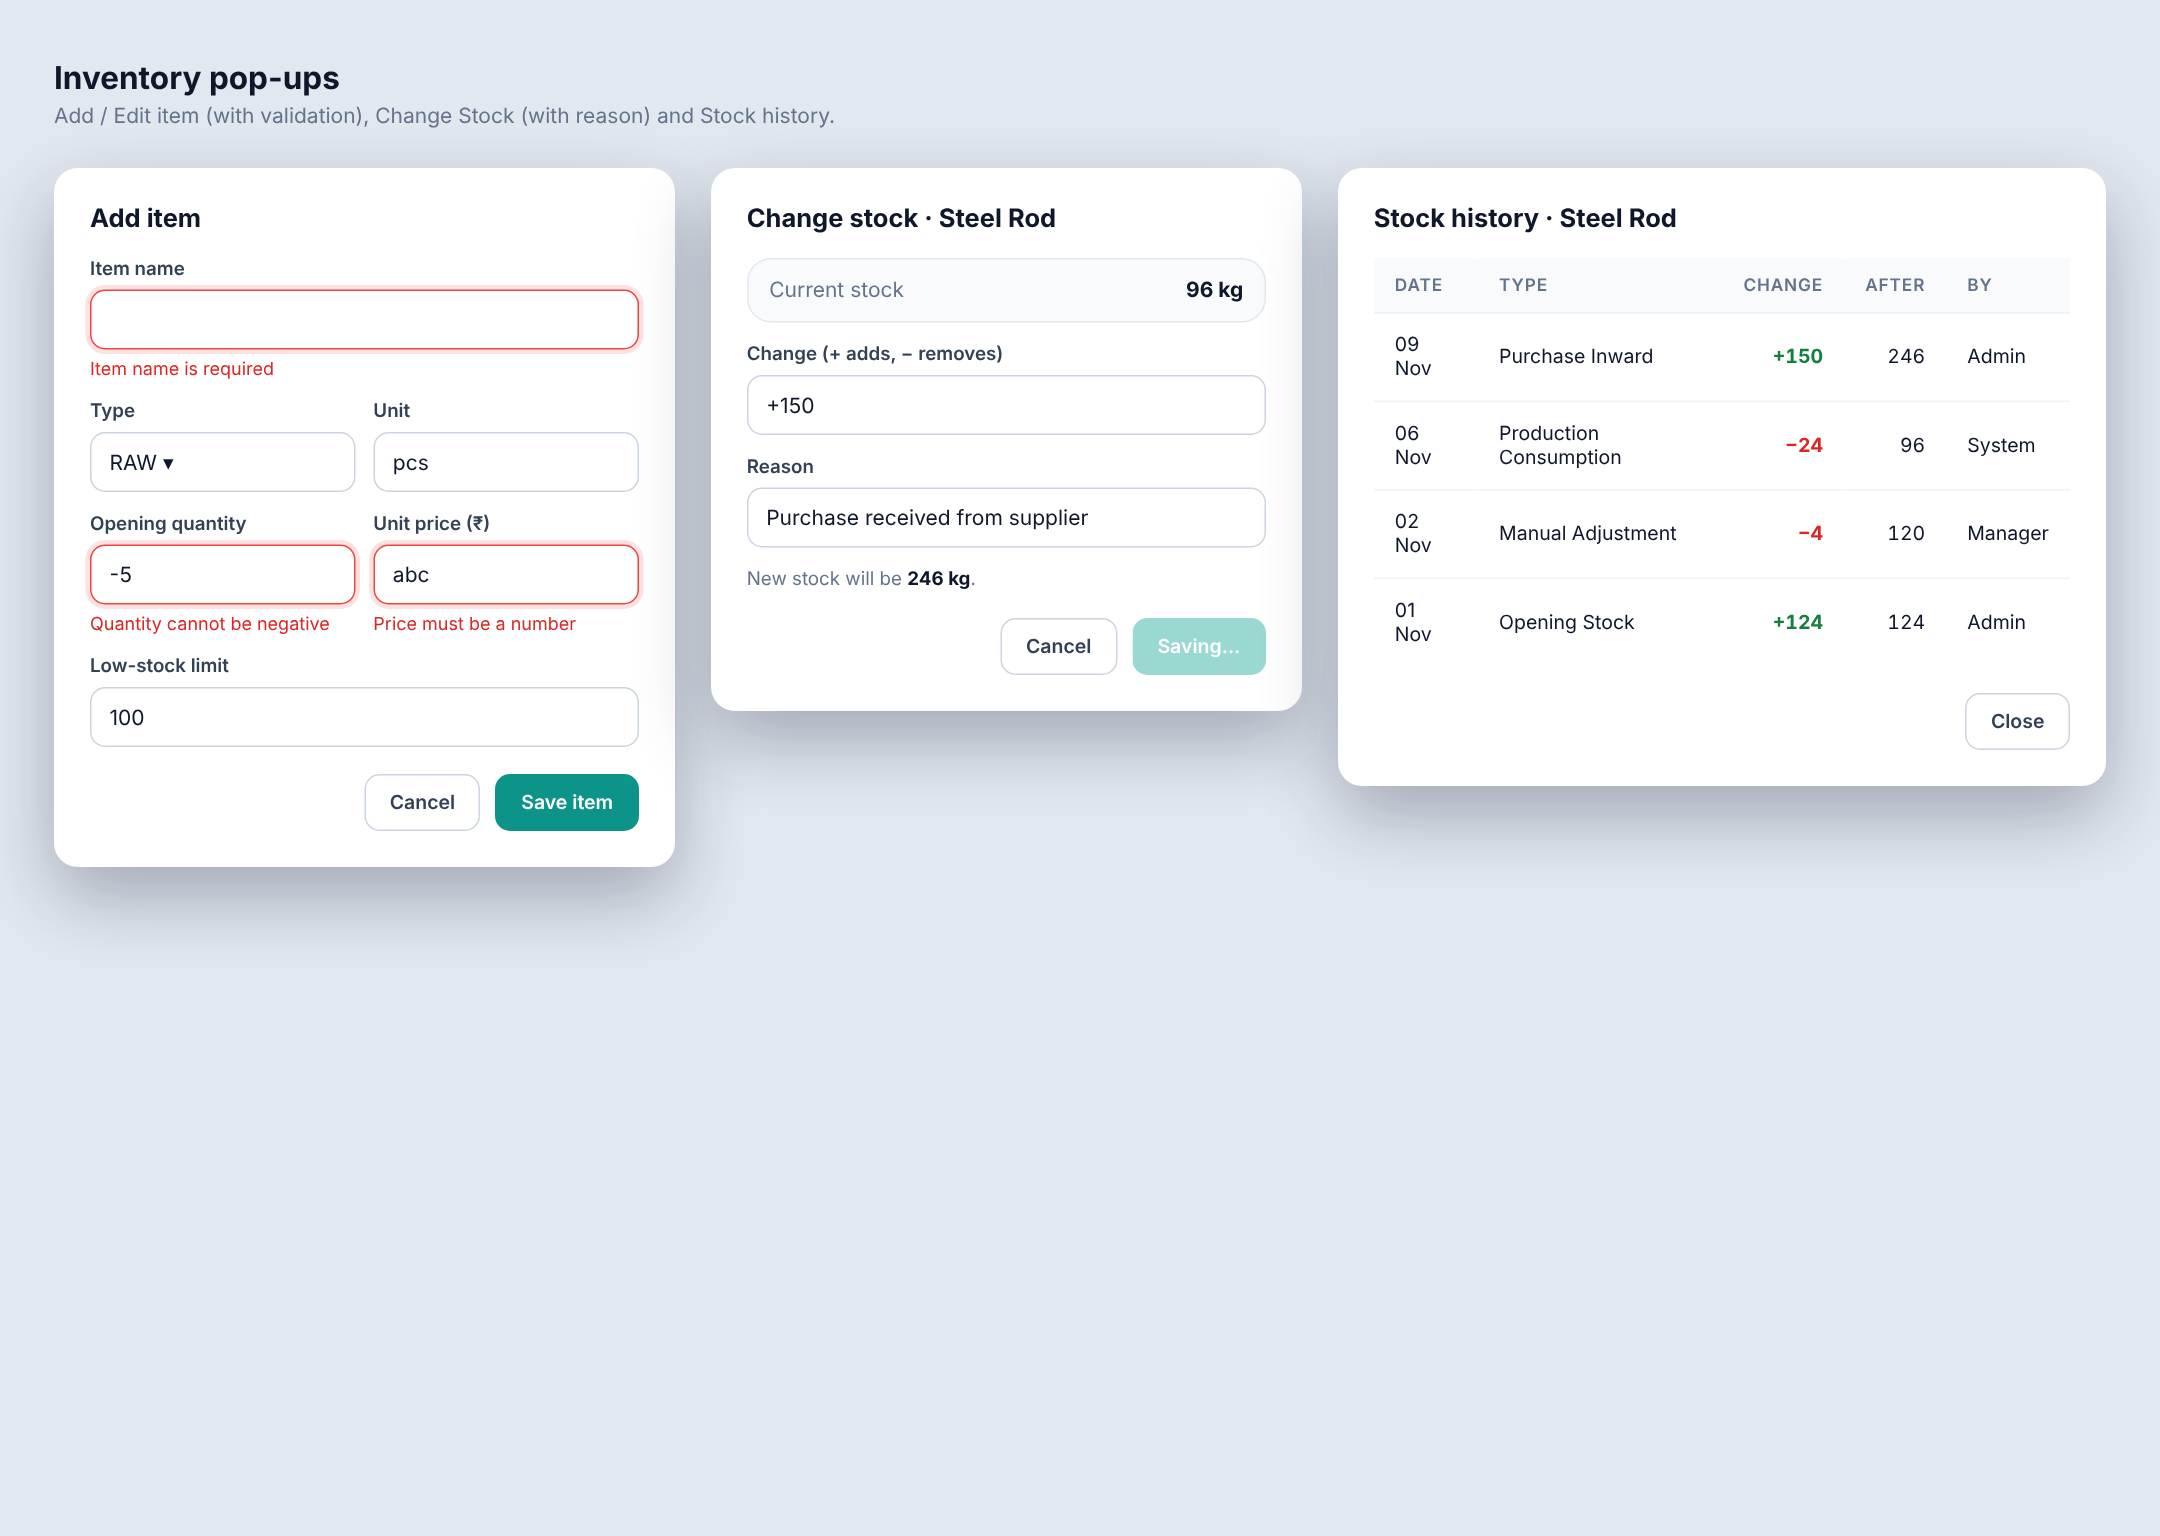 Inventory pop-ups
Add / Edit item (with validation), Change Stock (with reason) and Stock history.
Add item
Item name
Item name is required
Type Unit
RAW ▾ pcs
Opening quantity Unit price (₹)
-5 abc
Quantity cannot be negative Price must be a number
Low-stock limit
100
Cancel Save item
Change stock · Steel Rod
Current stock 96 kg
Change (+ adds, − removes)
+150
Reason
Purchase received from supplier
New stock will be 246 kg.
Cancel Saving...
Stock history · Steel Rod
DATE TYPE CHANGE AFTER BY
09 Nov Purchase Inward +150 246 Admin
06 Nov Production Consumption −24 96 System
02 Nov Manual Adjustment −4 120 Manager
01 Nov Opening Stock +124 124 Admin
Close